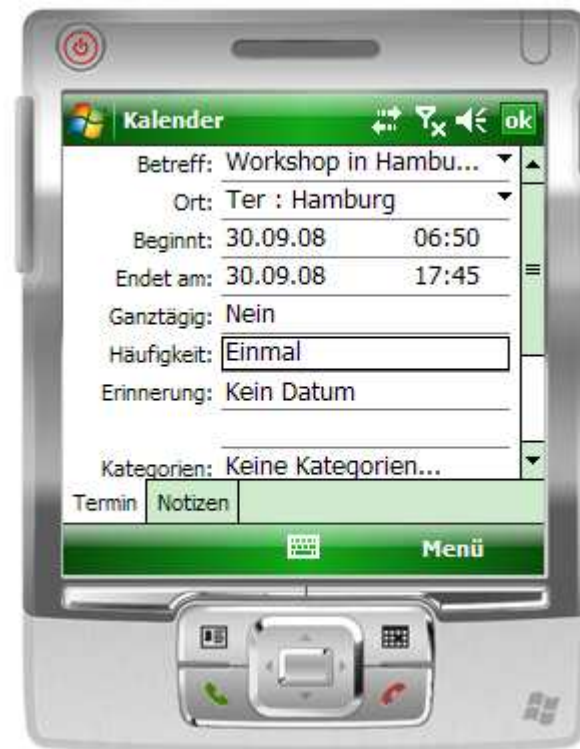 Kalender ok
Betreff: Workshop in Hambu...
Ort: Ter : Hamburg
Beginnt: 30.09.08 06:50
Endet am: 30.09.08 17:45
Ganztägig: Nein
Häufigkeit: Einmal
Erinnerung: Kein Datum
Kategorien: Keine Kategorien...
Termin Notizen
Menü